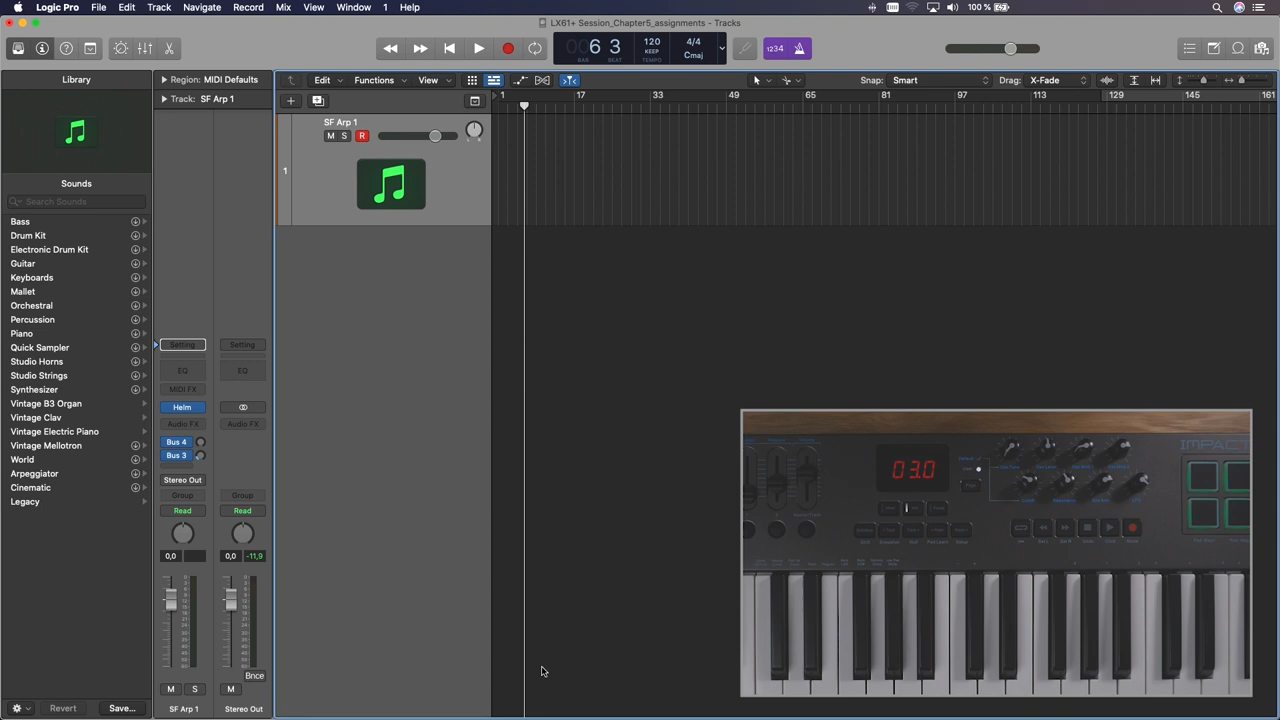 Logic Pro File Edit Track Navigate Record Mix View Window 1 Help 100 %
LX61+ Session_Chapter5_assignments - Tracks
006 3 120 4/4
KEEP Cmaj
BAR BEAT TEMPO
1234
Library Region: MIDI Defaults Edit Functions View Snap: Smart Drag: X-Fade
Track: SF Arp 1 1 17 33 49 65 81 97 113 129 145 161
SF Arp 1
M S R
L R
1
Sounds
Search Sounds
Bass
Drum Kit
Electronic Drum Kit
Guitar
Keyboards
Mallet
Orchestral
Percussion
Piano
Quick Sampler
Studio Horns
Studio Strings
Synthesizer
Vintage B3 Organ
Vintage Clav
Vintage Electric Piano
Vintage Mellotron
World
Arpeggiator
Cinematic
Legacy
Revert Save...
Setting Setting
EQ EQ
MIDI FX
Helm
Audio FX Audio FX
Bus 4
Bus 3
Stereo Out
Group Group
Read Read
0,0 0,0 -11,9
Bnce
M S M
SF Arp 1 Stereo Out
03.0
IMPACT